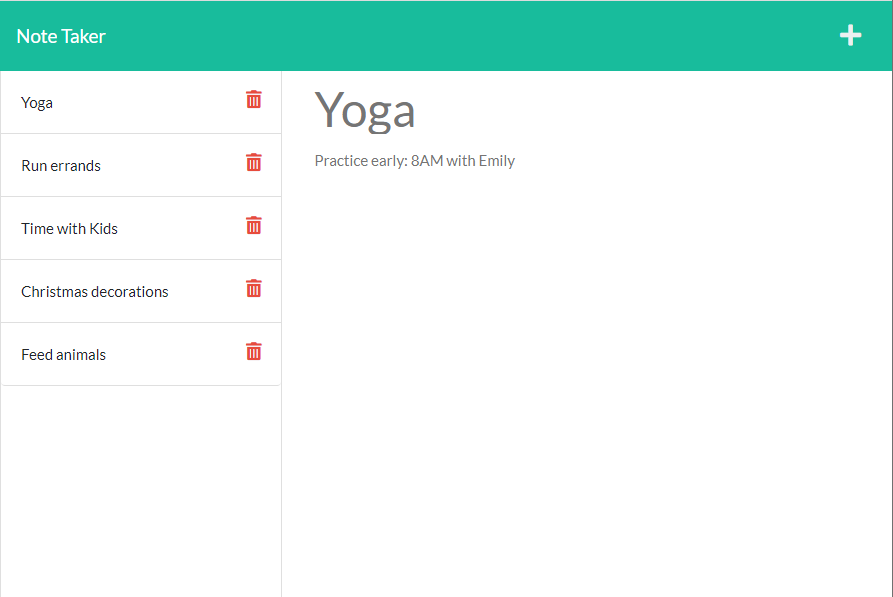 Note Taker
Yoga
Run errands
Time with Kids
Christmas decorations
Feed animals
Yoga
Practice early: 8AM with Emily